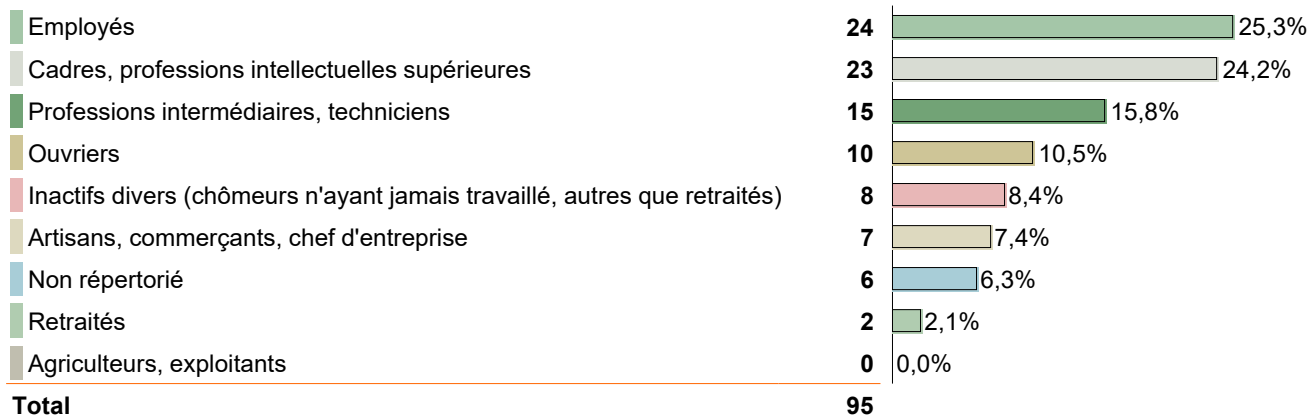 Employés 24 25,3%
Cadres, professions intellectuelles supérieures 23 24,2%
Professions intermédiaires, techniciens 15 15,8%
Ouvriers 10 10,5%
Inactifs divers (chômeurs n'ayant jamais travaillé, autres que retraités) 8 8,4%
Artisans, commerçants, chef d'entreprise 7 7,4%
Non répertorié 6 6,3%
Retraités 2 2,1%
Agriculteurs, exploitants 0 0,0%
Total 95